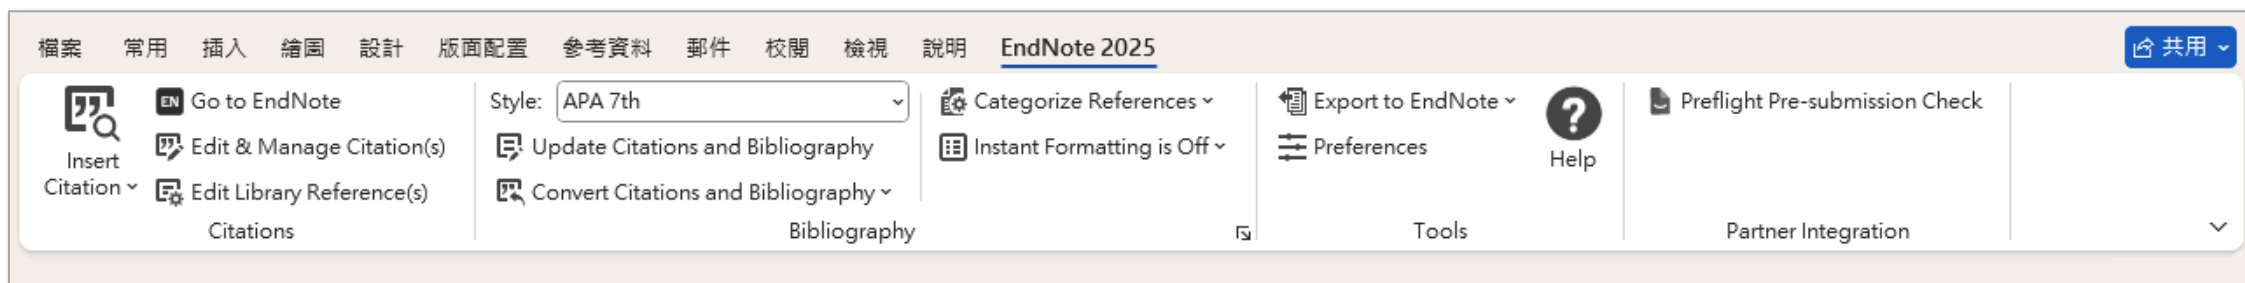 檔案 常用 插入 繪圖 設計 版面配置 參考資料 郵件 校閱 檢視 說明 EndNote 2025 共用
Insert
Citation
EN Go to EndNote
Edit & Manage Citation(s)
Edit Library Reference(s)
Citations
Style: APA 7th
Update Citations and Bibliography
Convert Citations and Bibliography
Categorize References
Instant Formatting is Off
Bibliography
Export to EndNote
Preferences
Help
Tools
Preflight Pre-submission Check
Partner Integration